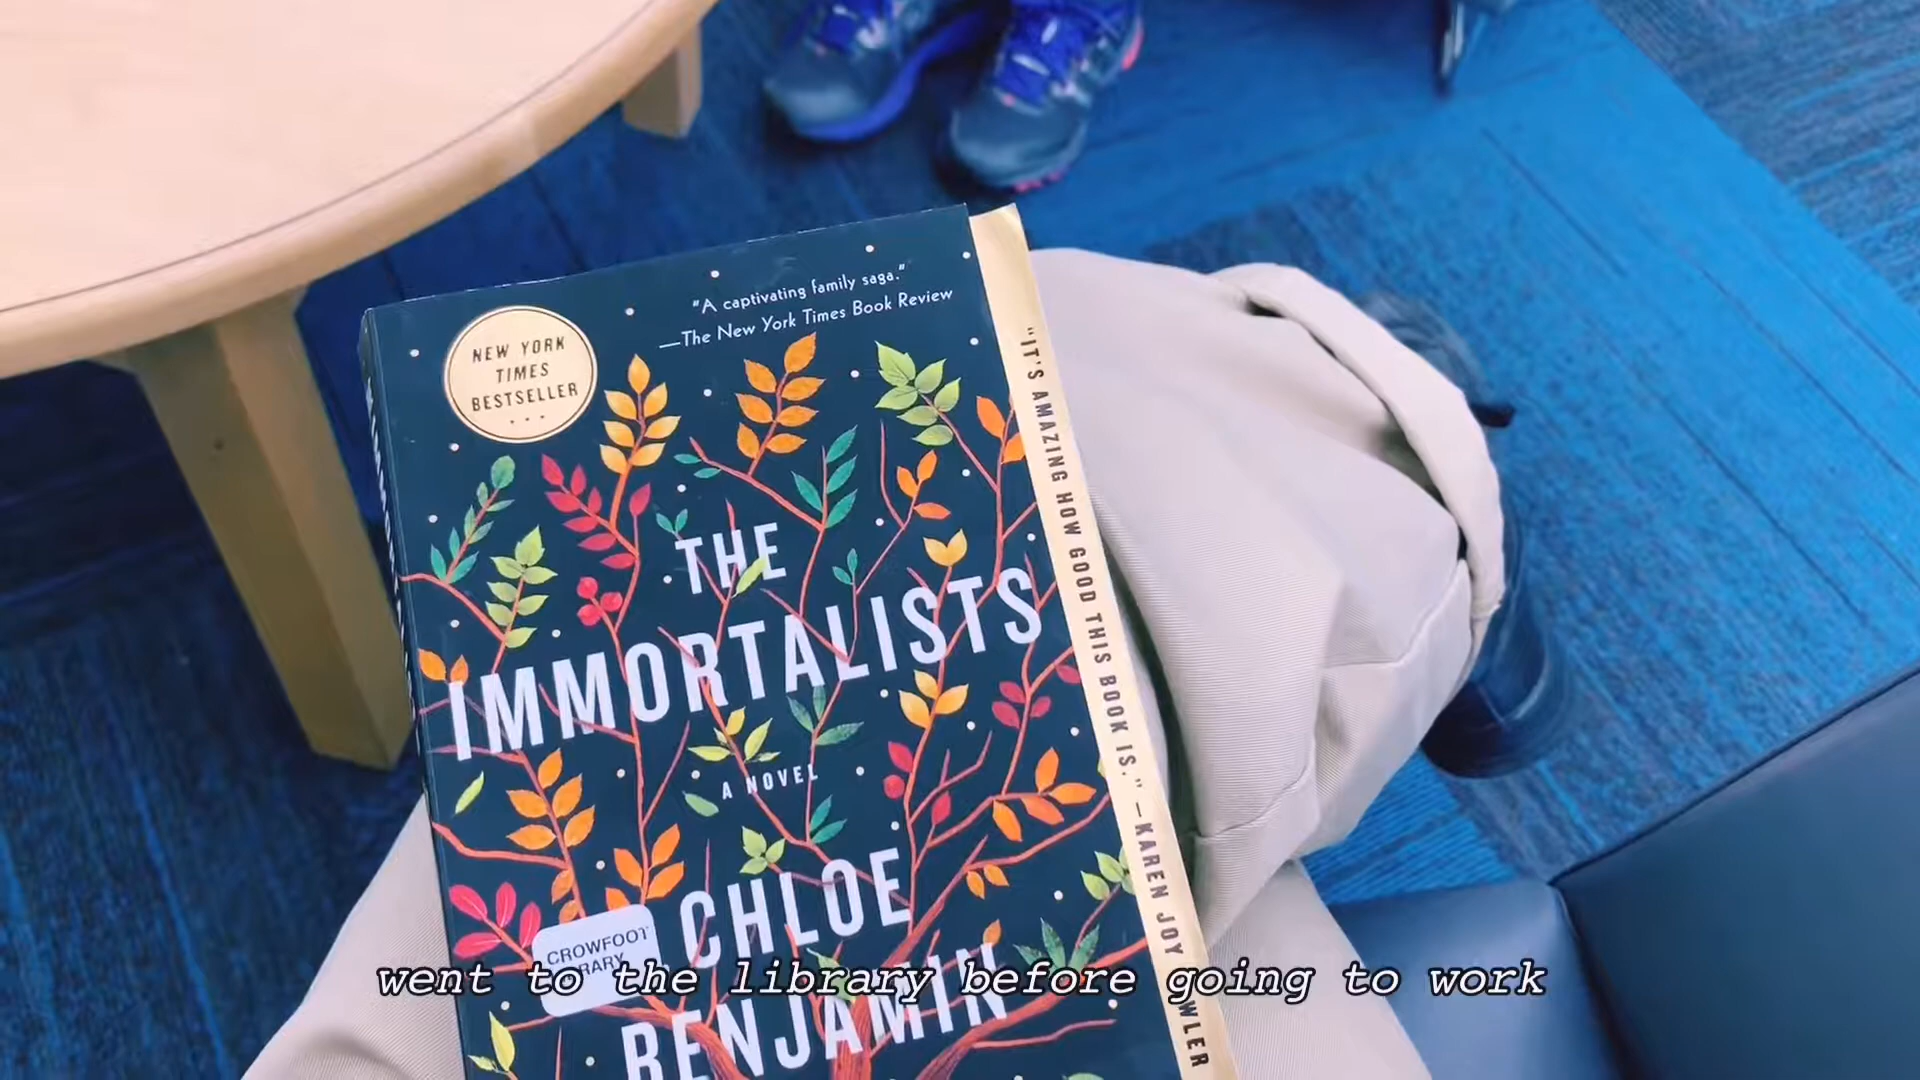 "A captivating family saga."
—The New York Times Book Review
NEW YORK
TIMES
BESTSELLER
"IT'S AMAZING HOW GOOD THIS BOOK IS." —KAREN JOY WLER
THE
IMMORTALISTS
A NOVEL
CHLOE
BENJAMIN
CROWFOOT
went to the library before going to work